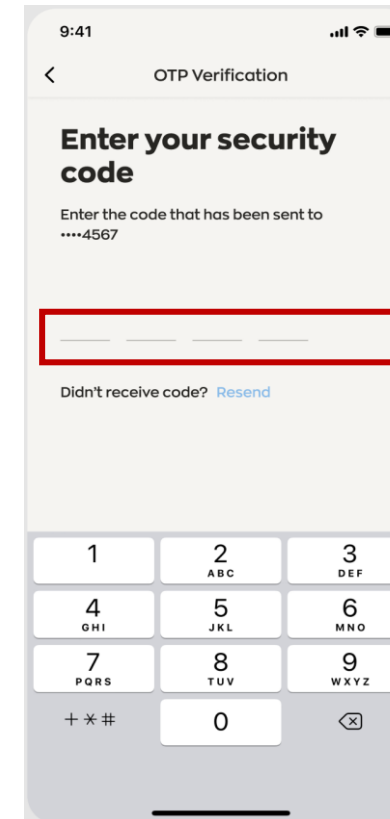 9:41
OTP Verification
Enter your security
code
Enter the code that has been sent to
····4567
Didn't receive code? Resend
1
2
ABC
3
DEF
4
GHI
5
JKL
6
MNO
7
PQRS
8
TUV
9
WXYZ
+*#
0